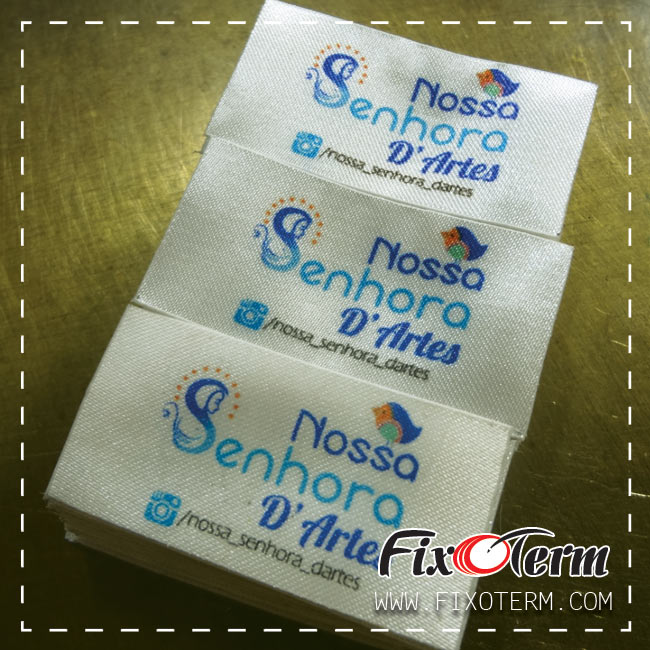 Nossa
Senhora
D'Artes
/nossa_senhora_dartes
Nossa
Senhora
D'Artes
/nossa_senhora_dartes
Nossa
Senhora
D'Artes
/nossa_senhora_dartes
FixOTerm
WWW.FIXOTERM.COM